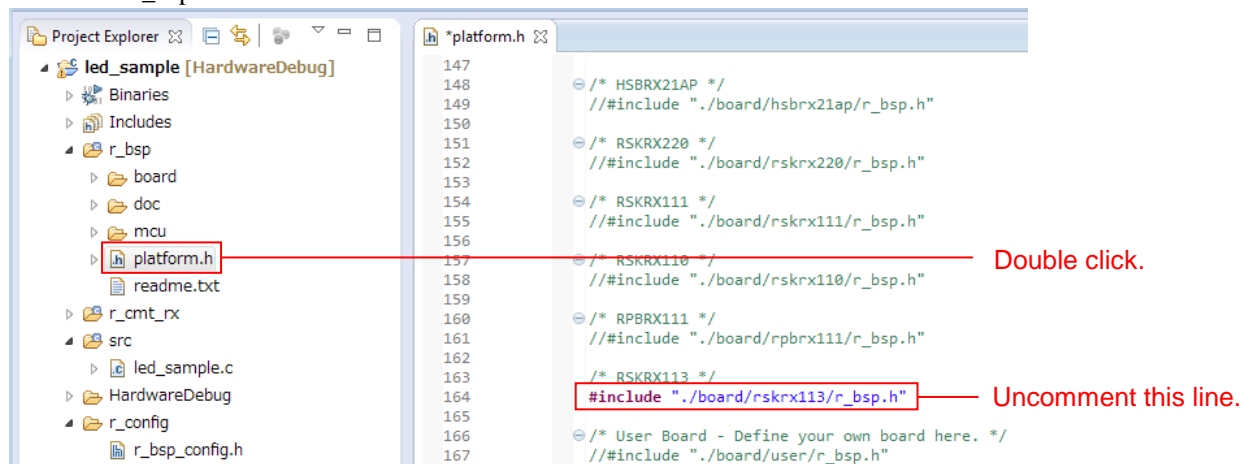 Project Explorer
led_sample [HardwareDebug]
Binaries
Includes
r_bsp
board
doc
mcu
platform.h
readme.txt
r_cmt_rx
src
led_sample.c
HardwareDebug
r_config
r_bsp_config.h
*platform.h
147
148 /* HSBRX21AP */
149 //#include "./board/hsbrx21ap/r_bsp.h"
150
151 /* RSKRX220 */
152 //#include "./board/rskrx220/r_bsp.h"
153
154 /* RSKRX111 */
155 //#include "./board/rskrx111/r_bsp.h"
156
157 /* RSKRX110 */
158 //#include "./board/rskrx110/r_bsp.h"
159
160 /* RPBRX111 */
161 //#include "./board/rpbrx111/r_bsp.h"
162
163 /* RSKRX113 */
164 #include "./board/rskrx113/r_bsp.h"
165
166 /* User Board - Define your own board here. */
167 //#include "./board/user/r_bsp.h"
Double click.
Uncomment this line.